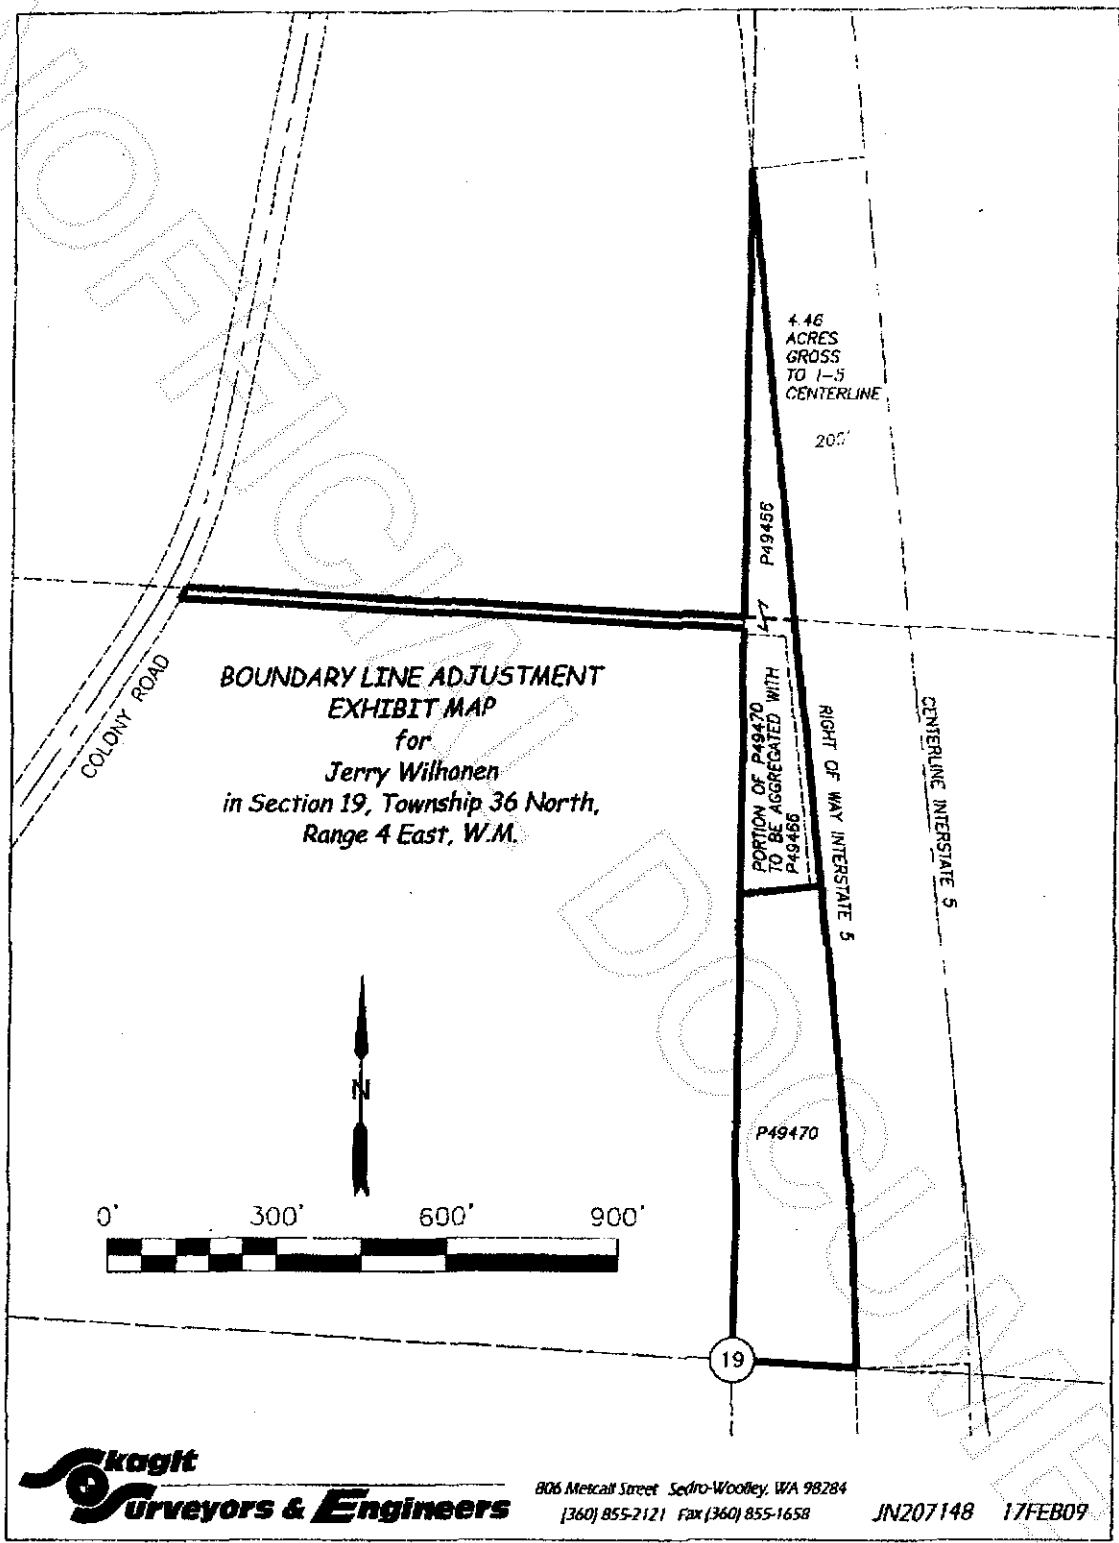 UNOFFICIAL DOCUMENT
4.46
ACRES
GROSS
TO I-5
CENTERLINE
200'
P49466
COLONY ROAD
BOUNDARY LINE ADJUSTMENT
EXHIBIT MAP
for
Jerry Wilhonen
in Section 19, Township 36 North,
Range 4 East, W.M.
PORTION OF P49470
TO BE AGGREGATED WITH
P49466
RIGHT OF WAY INTERSTATE 5
CENTERLINE INTERSTATE 5
N
P49470
0' 300' 600' 900'
19
Skagit
Surveyors & Engineers
806 Metcalf Street Sedro-Woolley, WA 98284
(360) 855-2121 Fax (360) 855-1658
JN207148 17FEB09